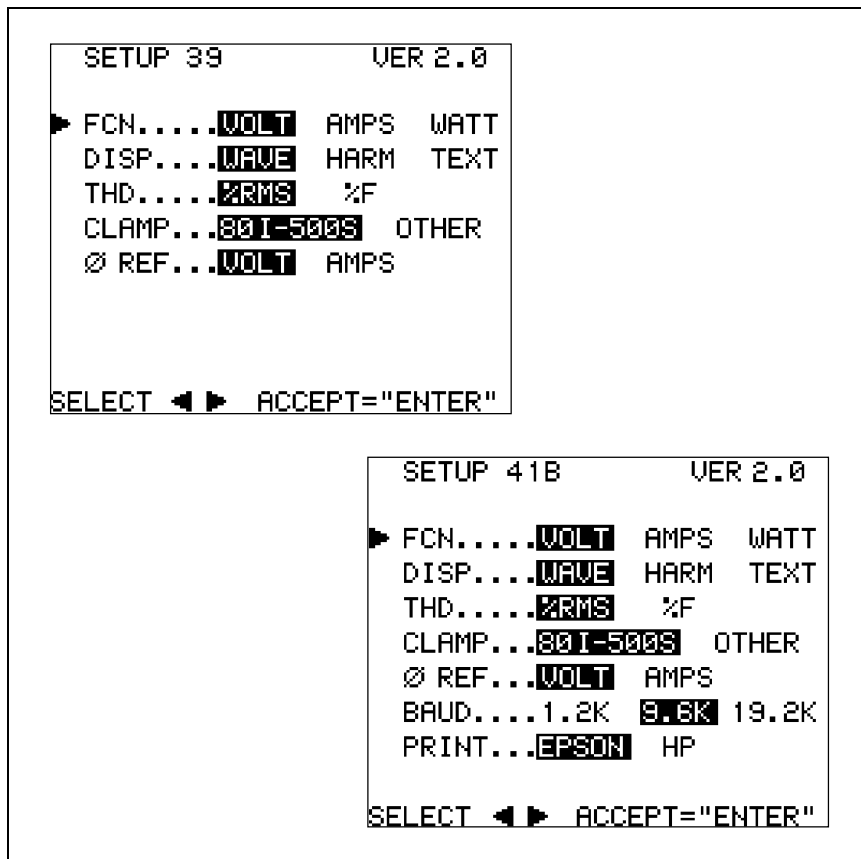 SETUP 39 VER 2.0
► FCN.....VOLT AMPS WATT
DISP....WAVE HARM TEXT
THD.....%RMS %F
CLAMP...80I-500S OTHER
Ø REF...VOLT AMPS
SELECT ◄ ► ACCEPT="ENTER"
SETUP 41B VER 2.0
► FCN.....VOLT AMPS WATT
DISP....WAVE HARM TEXT
THD.....%RMS %F
CLAMP...80I-500S OTHER
Ø REF...VOLT AMPS
BAUD....1.2K 9.6K 19.2K
PRINT...EPSON HP
SELECT ◄ ► ACCEPT="ENTER"